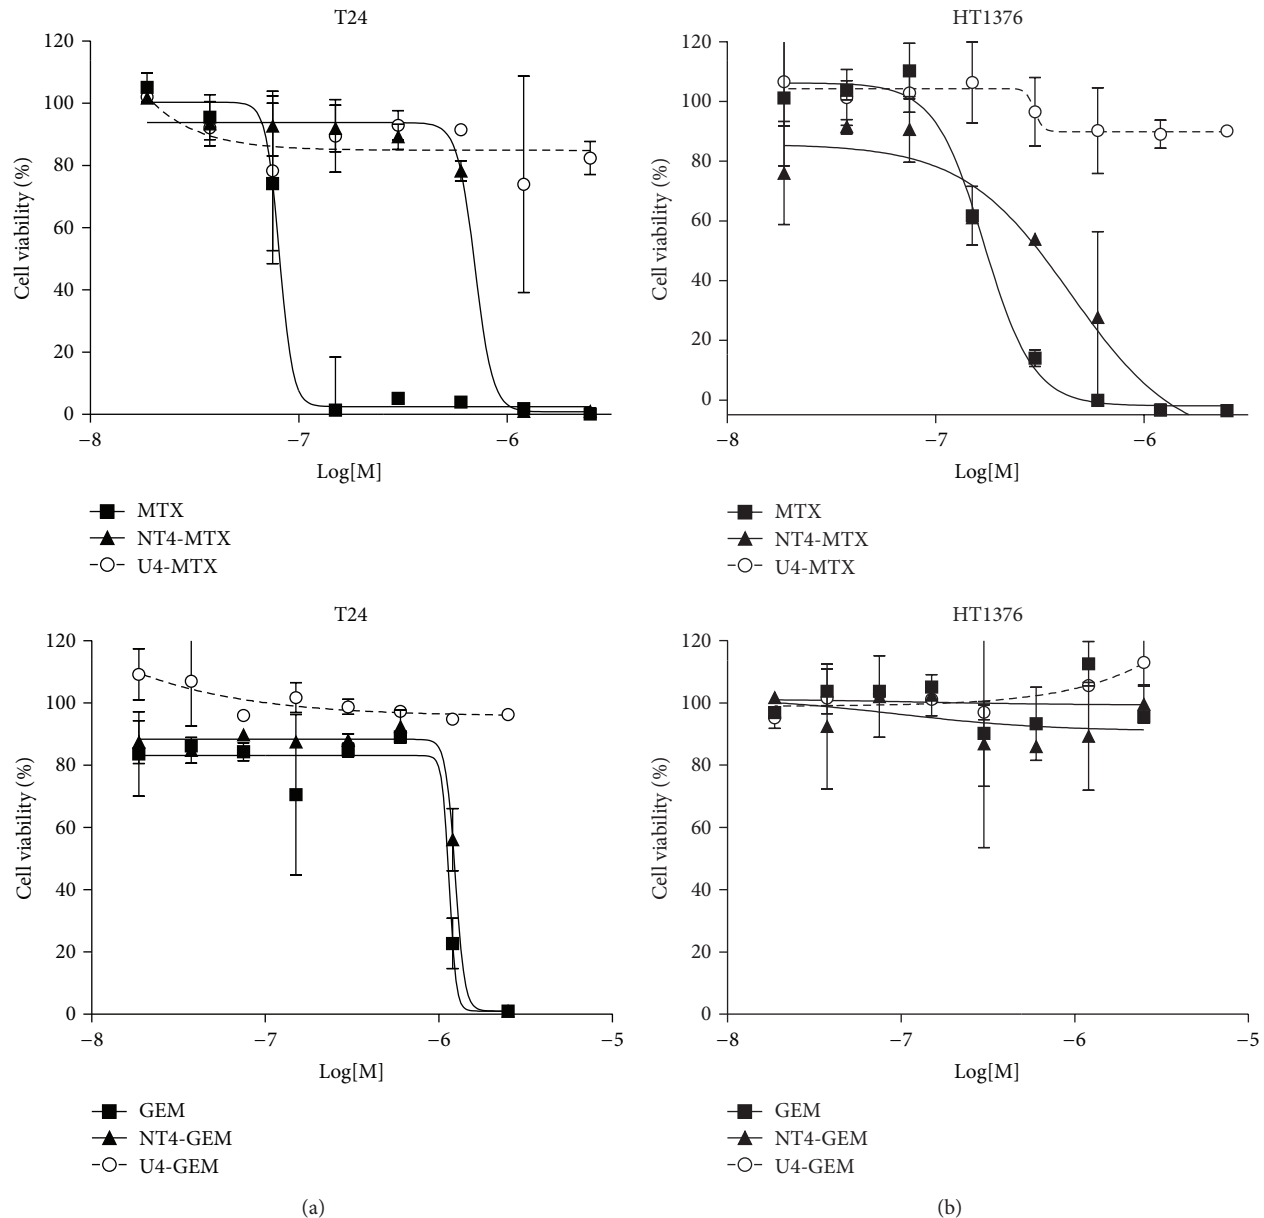 T24
120
100
80
60
40
20
0
Cell viability (%)
−8
−7
−6
Log[M]
MTX
NT4-MTX
U4-MTX
HT1376
120
100
80
60
40
20
0
Cell viability (%)
−8
−7
−6
Log[M]
MTX
NT4-MTX
U4-MTX
T24
120
100
80
60
40
20
0
Cell viability (%)
−8
−7
−6
−5
Log[M]
GEM
NT4-GEM
U4-GEM
(a)
HT1376
120
100
80
60
40
20
0
Cell viability (%)
−8
−7
−6
−5
Log[M]
GEM
NT4-GEM
U4-GEM
(b)